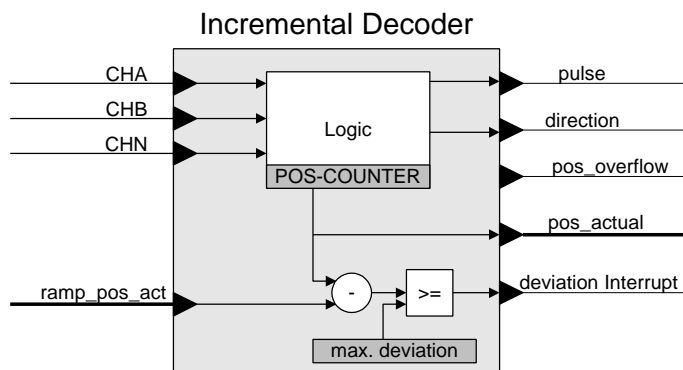 Incremental Decoder
CHA
pulse
CHB
direction
Logic
CHN
pos_overflow
POS-COUNTER
pos_actual
ramp_pos_act
deviation Interrupt
-
>=
max. deviation